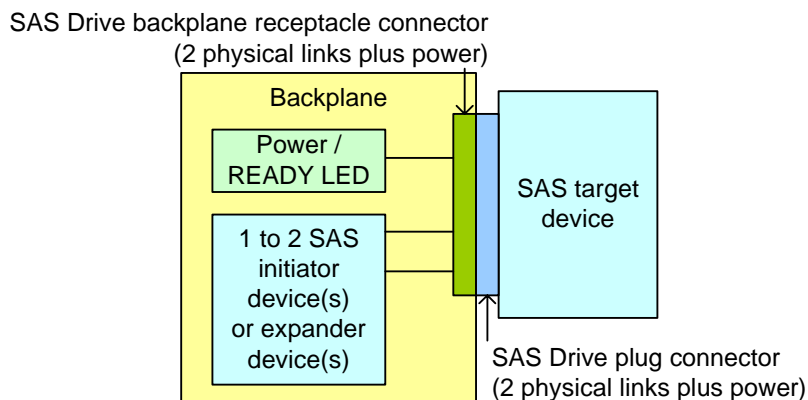 SAS Drive backplane receptacle connector
(2 physical links plus power)
Backplane
Power /
READY LED
SAS target
device
1 to 2 SAS
initiator
device(s)
or expander
device(s)
SAS Drive plug connector
(2 physical links plus power)